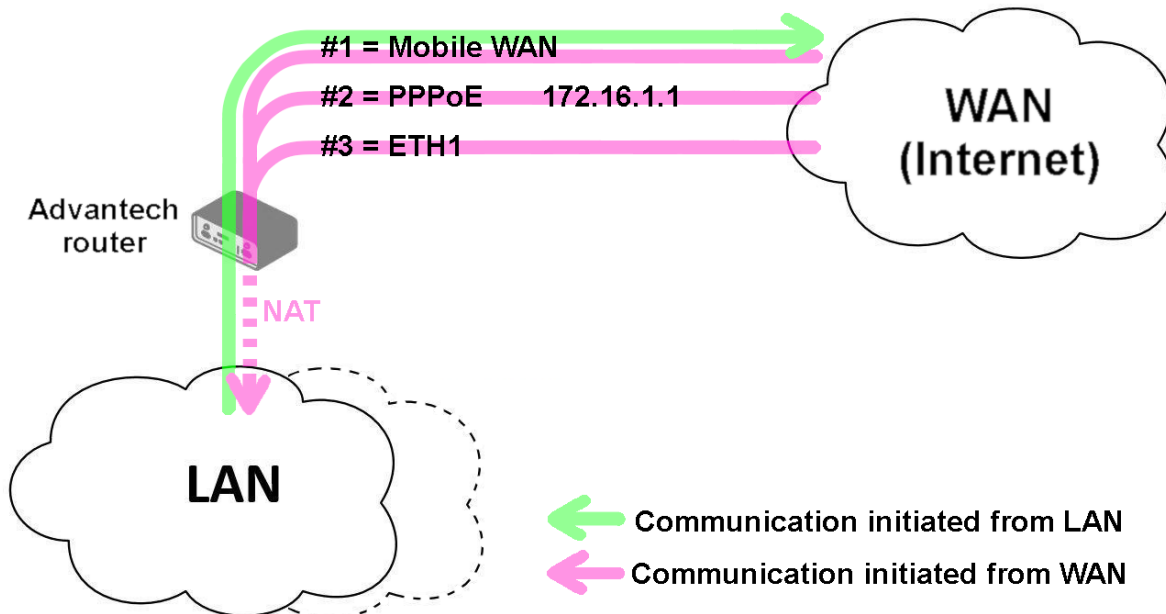 #1 = Mobile WAN
#2 = PPPoE 172.16.1.1
#3 = ETH1
WAN
(Internet)
Advantech
router
NAT
LAN
Communication initiated from LAN
Communication initiated from WAN